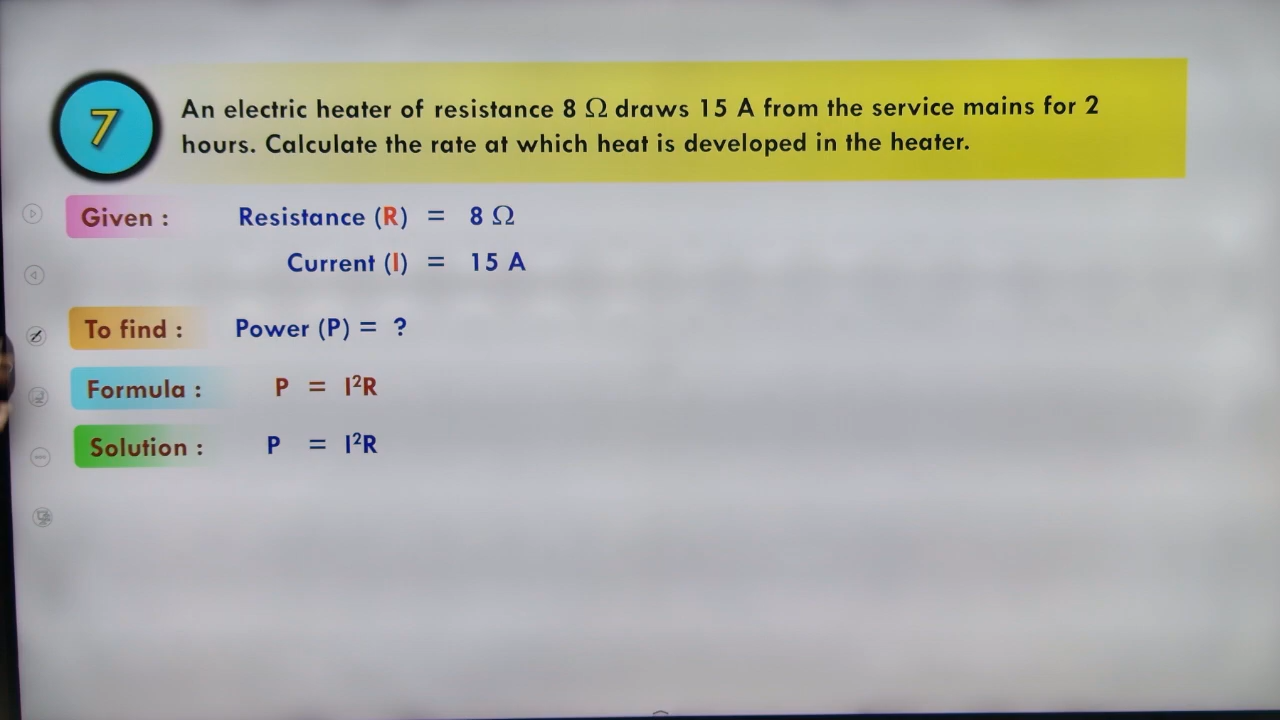 7
An electric heater of resistance 8 Ω draws 15 A from the service mains for 2
hours. Calculate the rate at which heat is developed in the heater.
Given : Resistance (R) = 8 Ω
Current (I) = 15 A
To find : Power (P) = ?
Formula : P = I²R
Solution : P = I²R